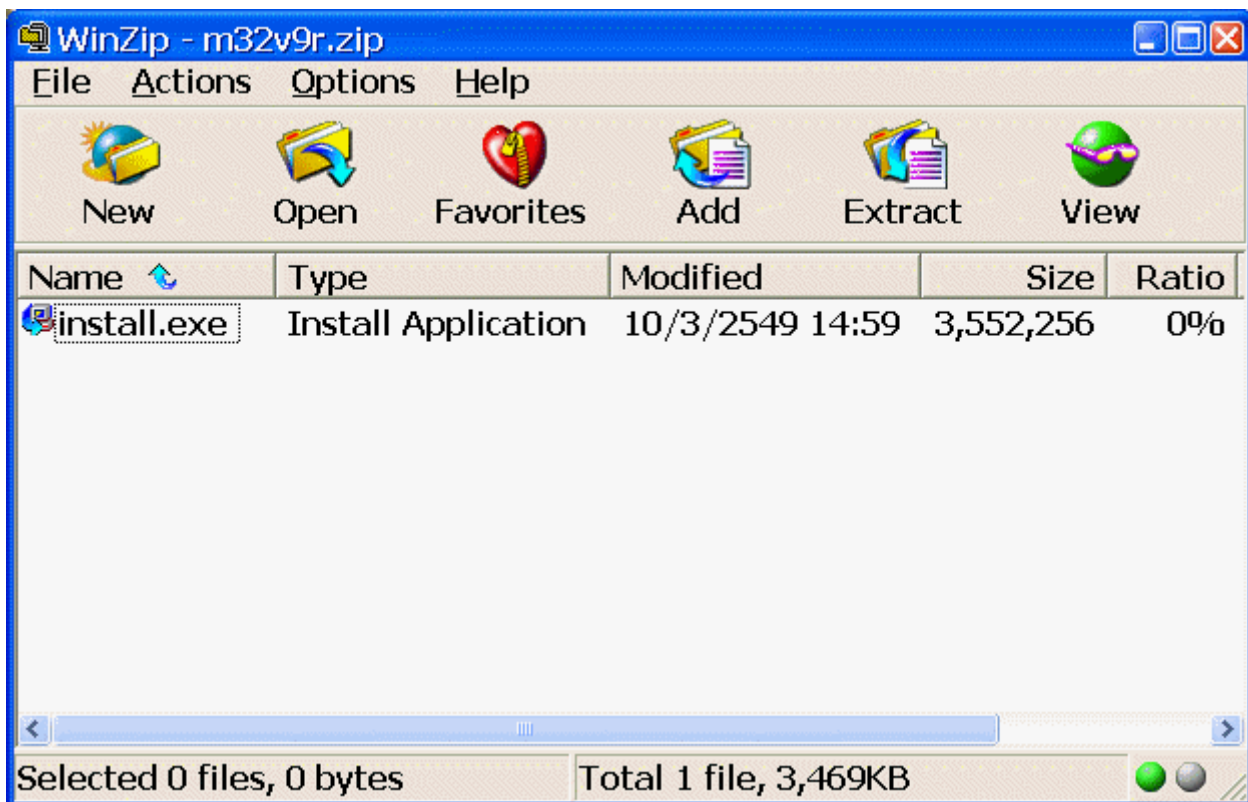 WinZip - m32v9r.zip
File Actions Options Help
New Open Favorites Add Extract View
Name Type Modified Size Ratio
install.exe Install Application 10/3/2549 14:59 3,552,256 0%
Selected 0 files, 0 bytes Total 1 file, 3,469KB